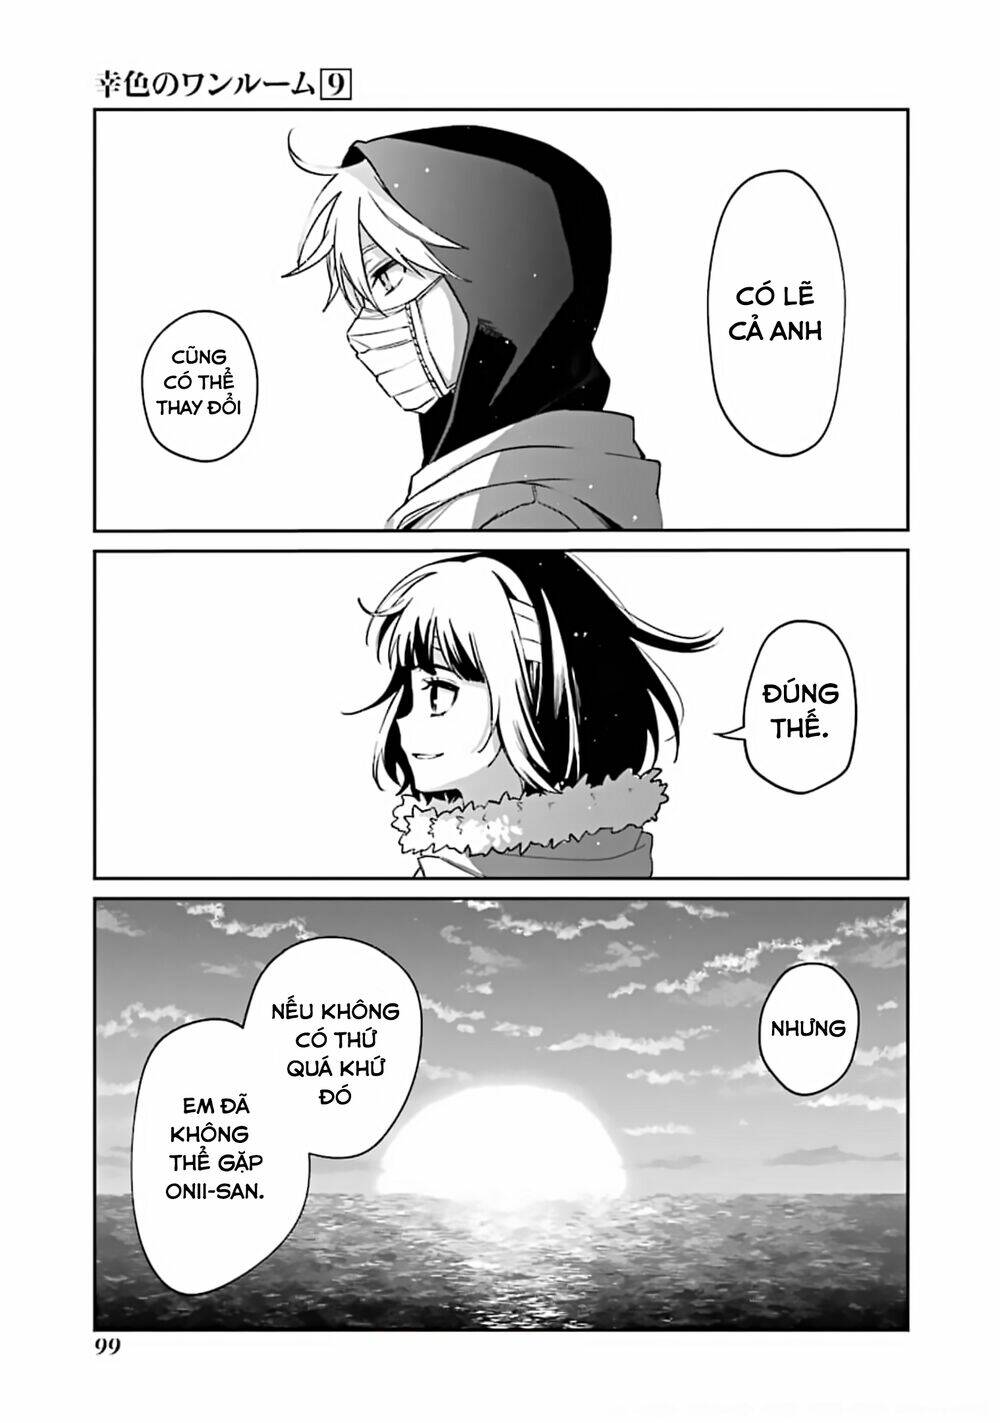 幸色のワンルーム 9
CÓ LẼ
CẢ ANH
CŨNG
CÓ THỂ
THAY ĐỔI
ĐÚNG
THẾ.
NHƯNG
NẾU KHÔNG
CÓ THỨ
QUÁ KHỨ
ĐÓ
EM ĐÃ
KHÔNG
THỂ GẶP
ONII-SAN.
99